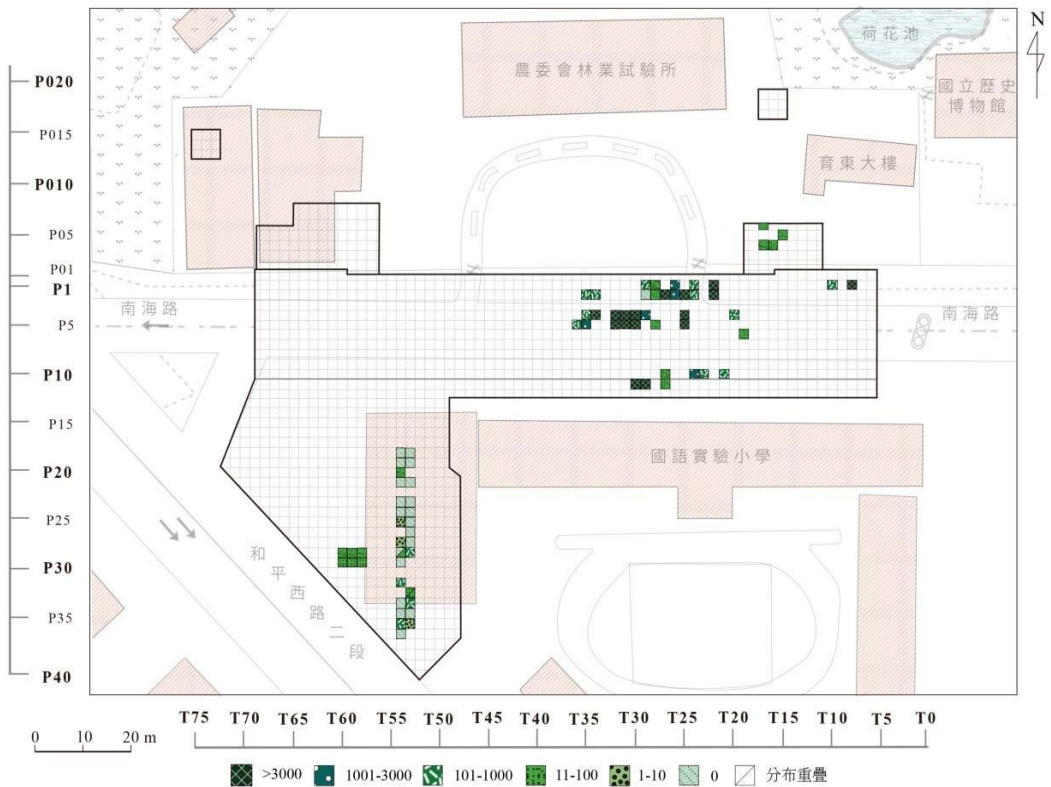 N
荷花池
農委會林業試驗所
國立歷史
博物館
育東大樓
P020
P015
P010
P05
P01
P1
南海路
南海路
P5
P10
P15
國語實驗小學
P20
P25
和平西路二段
P30
P35
P40
T75 T70 T65 T60 T55 T50 T45 T40 T35 T30 T25 T20 T15 T10 T5 T0
0 10 20 m
>3000 1001-3000 101-1000 11-100 1-10 0 分布重疊